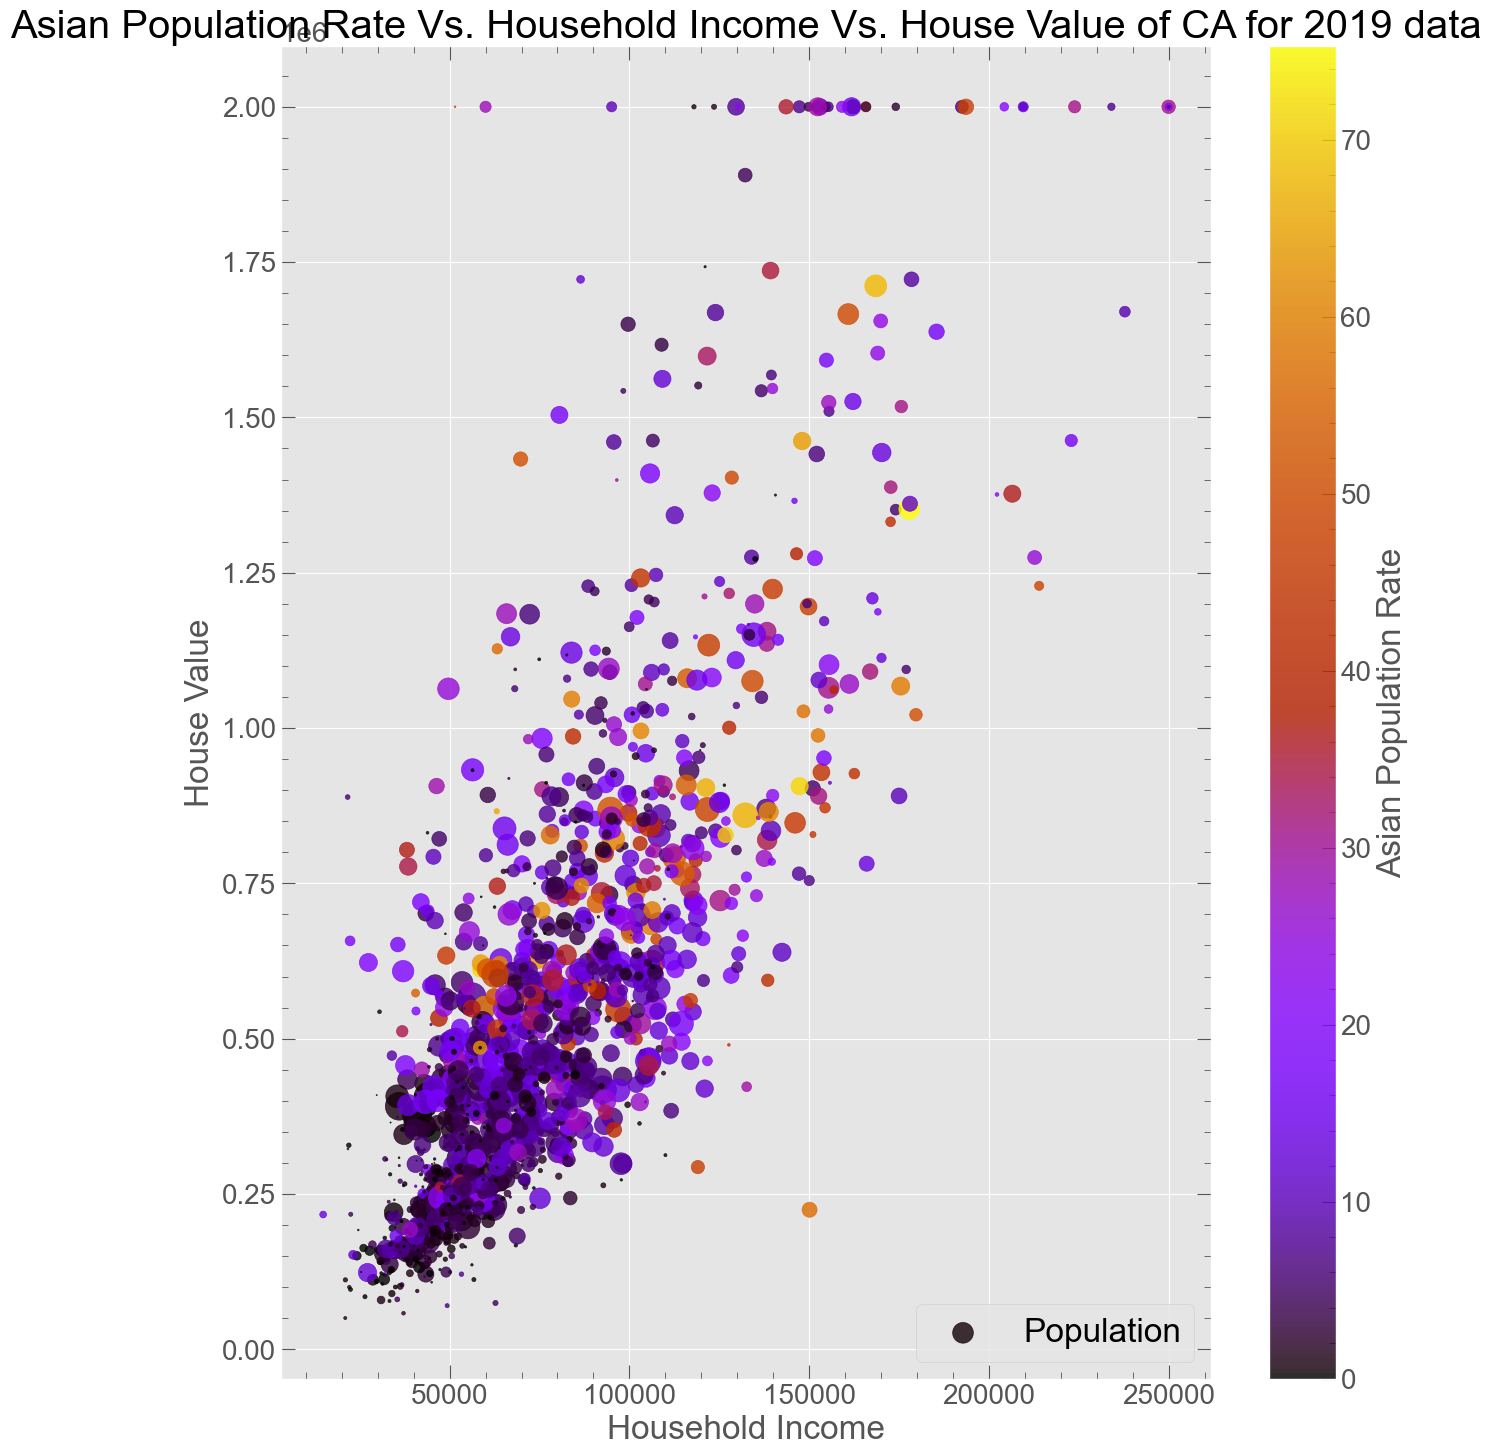 Asian Population Rate Vs. Household Income Vs. House Value of CA for 2019 data
1e6
2.00
1.75
1.50
1.25
1.00
0.75
0.50
0.25
0.00
House Value
50000 100000 150000 200000 250000
Household Income
Population
70
60
50
40
30
20
10
0
Asian Population Rate